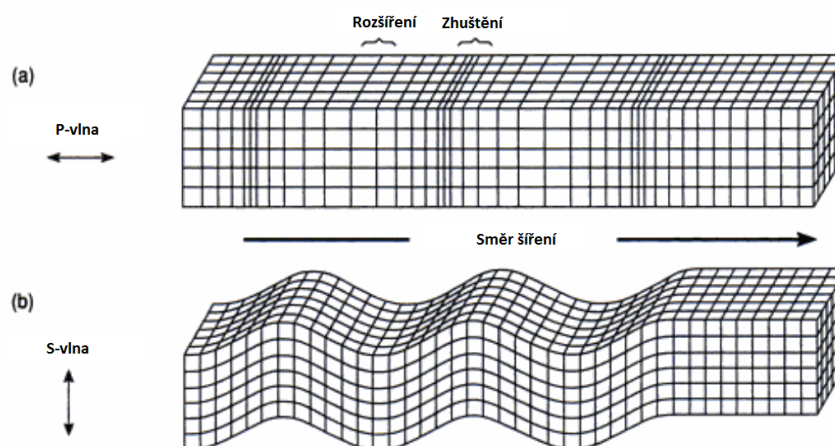 Rozšíření Zhuštění
(a)
P-vlna
Směr šíření
(b)
S-vlna